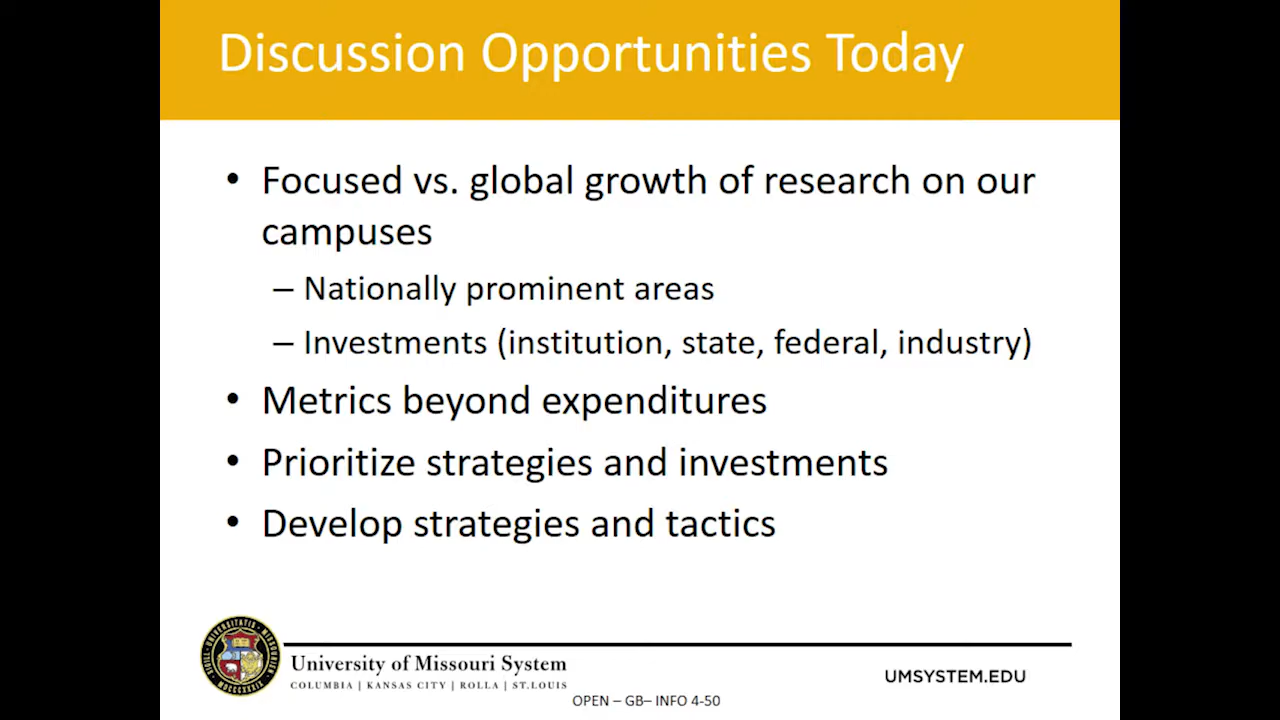 Discussion Opportunities Today
• Focused vs. global growth of research on our
campuses
– Nationally prominent areas
– Investments (institution, state, federal, industry)
• Metrics beyond expenditures
• Prioritize strategies and investments
• Develop strategies and tactics
University of Missouri System
COLUMBIA | KANSAS CITY | ROLLA | ST.LOUIS
UMSYSTEM.EDU
OPEN – GB– INFO 4-50